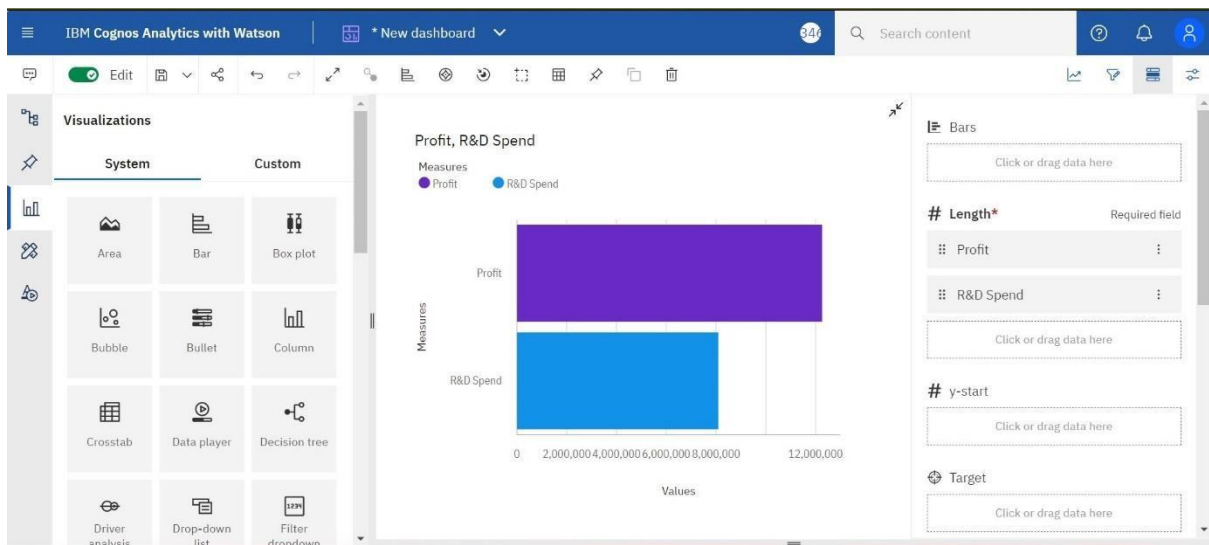 IBM Cognos Analytics with Watson
* New dashboard
Search content
Edit
Visualizations
System Custom
Area Bar Box plot
Bubble Bullet Column
Crosstab Data player Decision tree
Driver analysis Drop-down list Filter dropdown
Profit, R&D Spend
Measures
Profit R&D Spend
Profit
R&D Spend
Measures
0 2,000,000 4,000,000 6,000,000 8,000,000 12,000,000
Values
Bars
Click or drag data here
# Length* Required field
Profit
R&D Spend
Click or drag data here
# y-start
Click or drag data here
Target
Click or drag data here